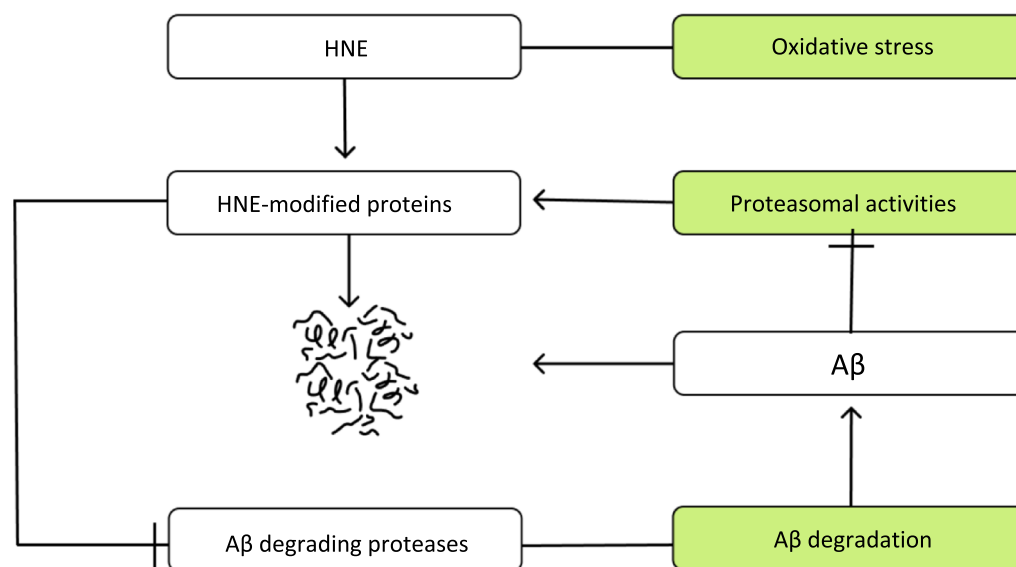 HNE
Oxidative stress
HNE-modified proteins
Proteasomal activities
Aβ
Aβ degrading proteases
Aβ degradation